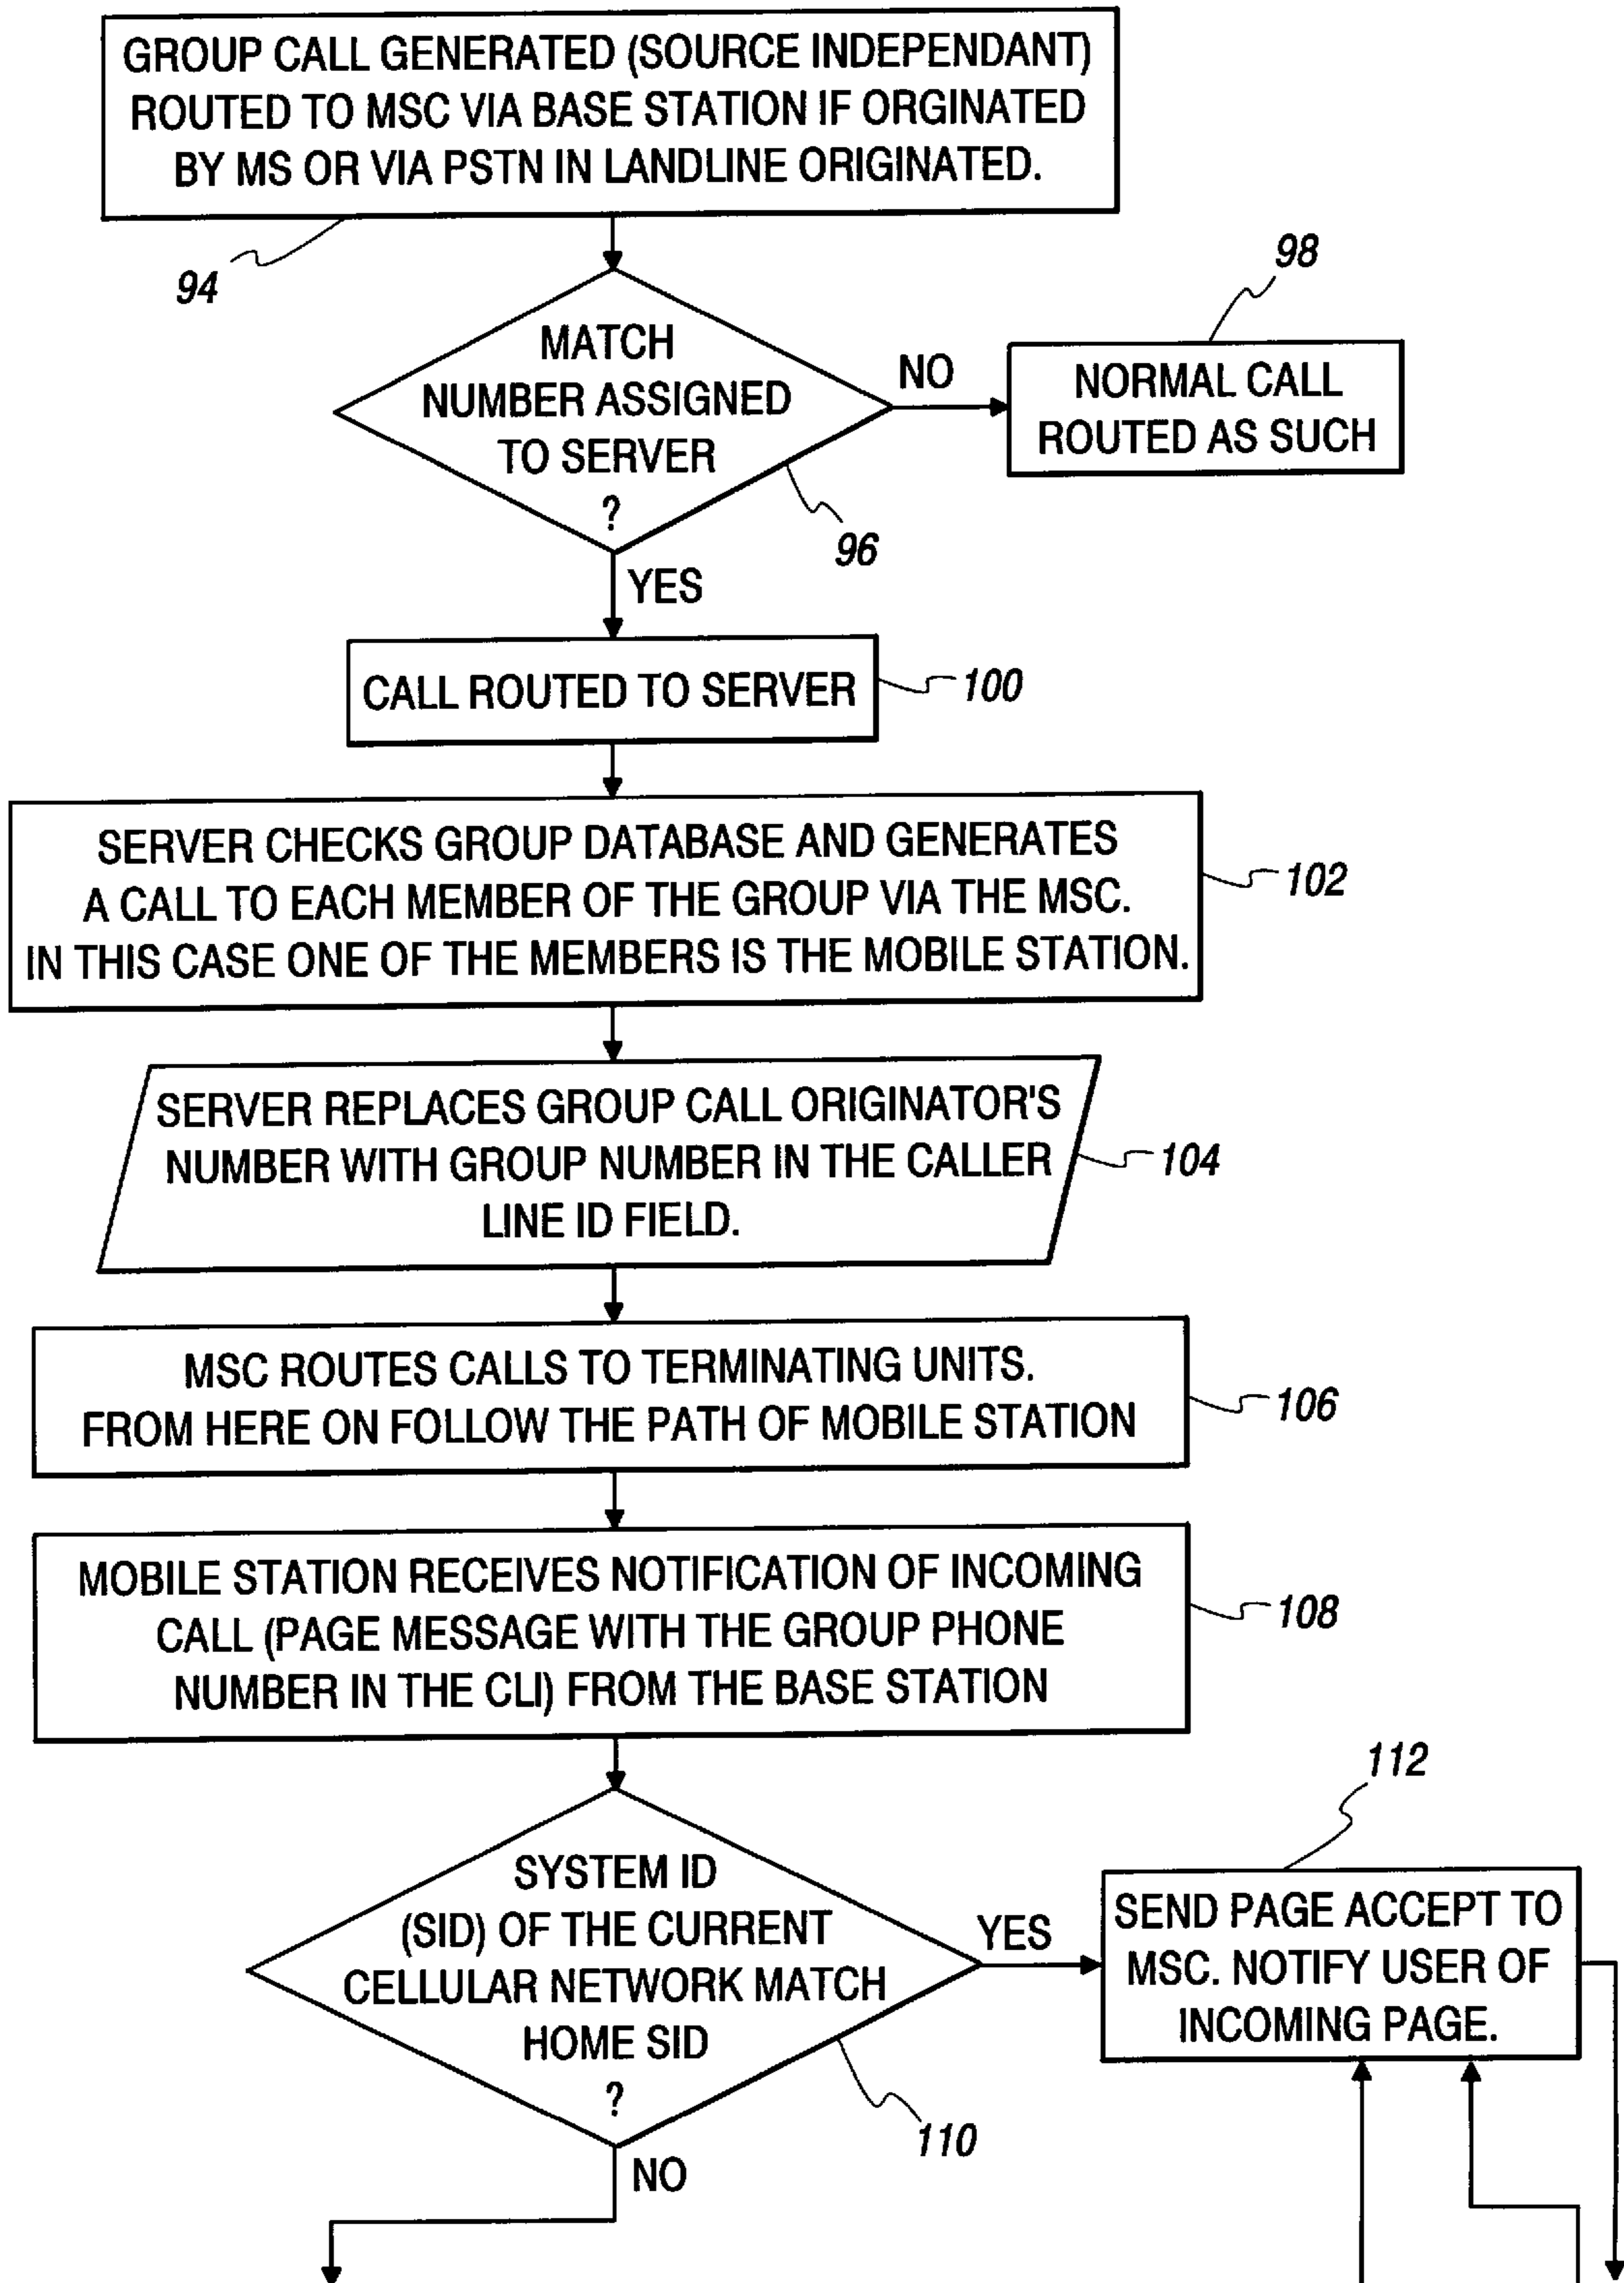 GROUP CALL GENERATED (SOURCE INDEPENDANT)
ROUTED TO MSC VIA BASE STATION IF ORGINATED
BY MS OR VIA PSTN IN LANDLINE ORIGINATED.
94
98
MATCH
NUMBER ASSIGNED
TO SERVER
?
NO
NORMAL CALL
ROUTED AS SUCH
96
YES
CALL ROUTED TO SERVER
100
SERVER CHECKS GROUP DATABASE AND GENERATES
A CALL TO EACH MEMBER OF THE GROUP VIA THE MSC.
IN THIS CASE ONE OF THE MEMBERS IS THE MOBILE STATION.
102
SERVER REPLACES GROUP CALL ORIGINATOR'S
NUMBER WITH GROUP NUMBER IN THE CALLER
LINE ID FIELD.
104
MSC ROUTES CALLS TO TERMINATING UNITS.
FROM HERE ON FOLLOW THE PATH OF MOBILE STATION
106
MOBILE STATION RECEIVES NOTIFICATION OF INCOMING
CALL (PAGE MESSAGE WITH THE GROUP PHONE
NUMBER IN THE CLI) FROM THE BASE STATION
108
112
SYSTEM ID
(SID) OF THE CURRENT
CELLULAR NETWORK MATCH
HOME SID
?
YES
SEND PAGE ACCEPT TO
MSC. NOTIFY USER OF
INCOMING PAGE.
110
NO